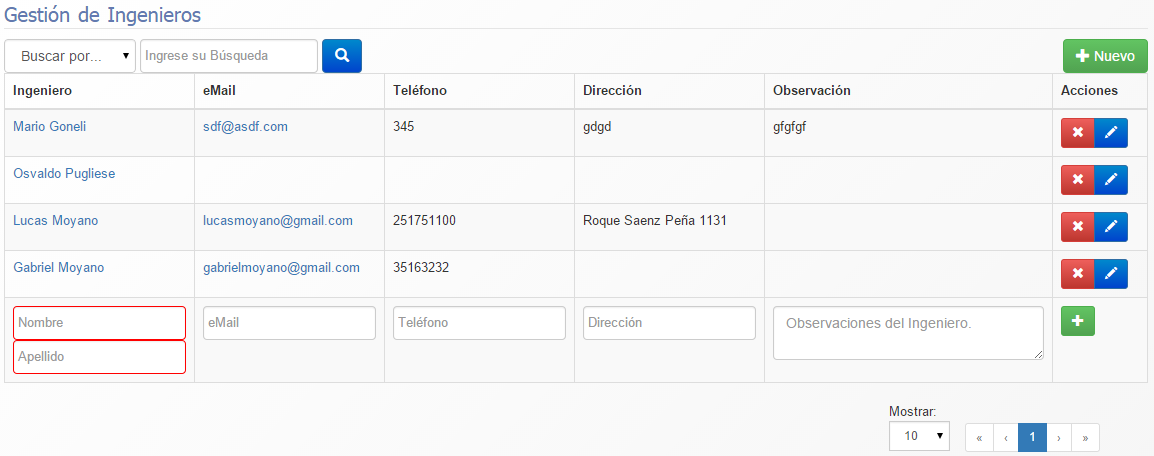 Gestión de Ingenieros
Buscar por... Ingrese su Búsqueda Nuevo
Ingeniero eMail Teléfono Dirección Observación Acciones
Mario Goneli sdf@asdf.com 345 gdgd gfgfgf
Osvaldo Pugliese
Lucas Moyano lucasmoyano@gmail.com 251751100 Roque Saenz Peña 1131
Gabriel Moyano gabrielmoyano@gmail.com 35163232
Nombre eMail Teléfono Dirección Observaciones del Ingeniero.
Apellido
Mostrar:
10 « ‹ 1 › »